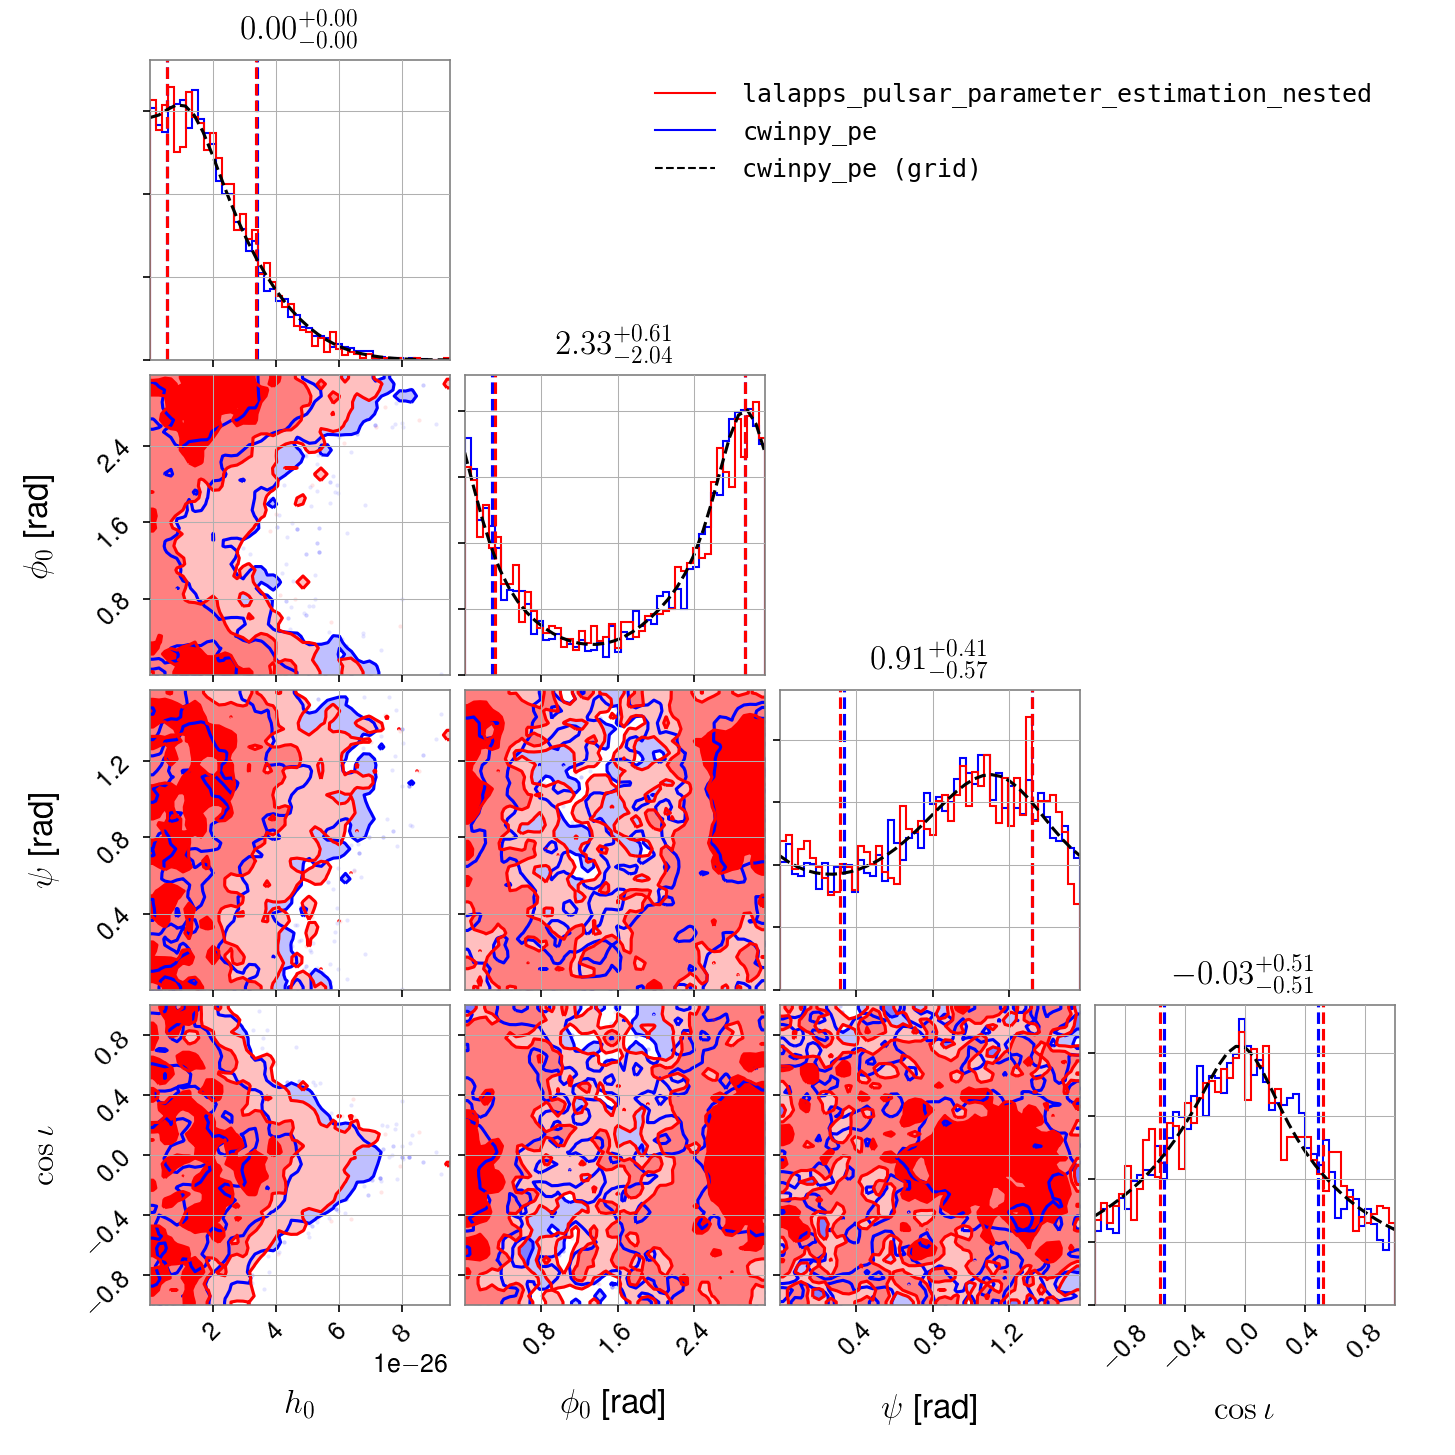 0.00+0.00−0.00
lalapps_pulsar_parameter_estimation_nested
cwinpy_pe
cwinpy_pe (grid)
2.33+0.61−2.04
ϕ0 [rad]
2.4
1.6
0.8
0.91+0.41−0.57
ψ [rad]
1.2
0.8
0.4
−0.03+0.51−0.51
cos ι
0.8
0.4
0.0
−0.4
−0.8
2 4 6 8
1e−26
h0
0.8 1.6 2.4
ϕ0 [rad]
0.4 0.8 1.2
ψ [rad]
−0.8 −0.4 0.0 0.4 0.8
cos ι